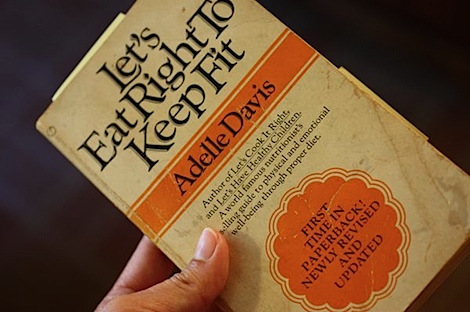 Let's
Eat Right To
Keep Fit
Adelle Davis
Author of Let's Cook It Right,
and Let's Have Healthy Children.
A world famous nutritionist's
selling guide to physical and emotional
well-being through proper diet.
FIRST
TIME IN
PAPERBACK!
NEWLY REVISED
AND
UPDATED